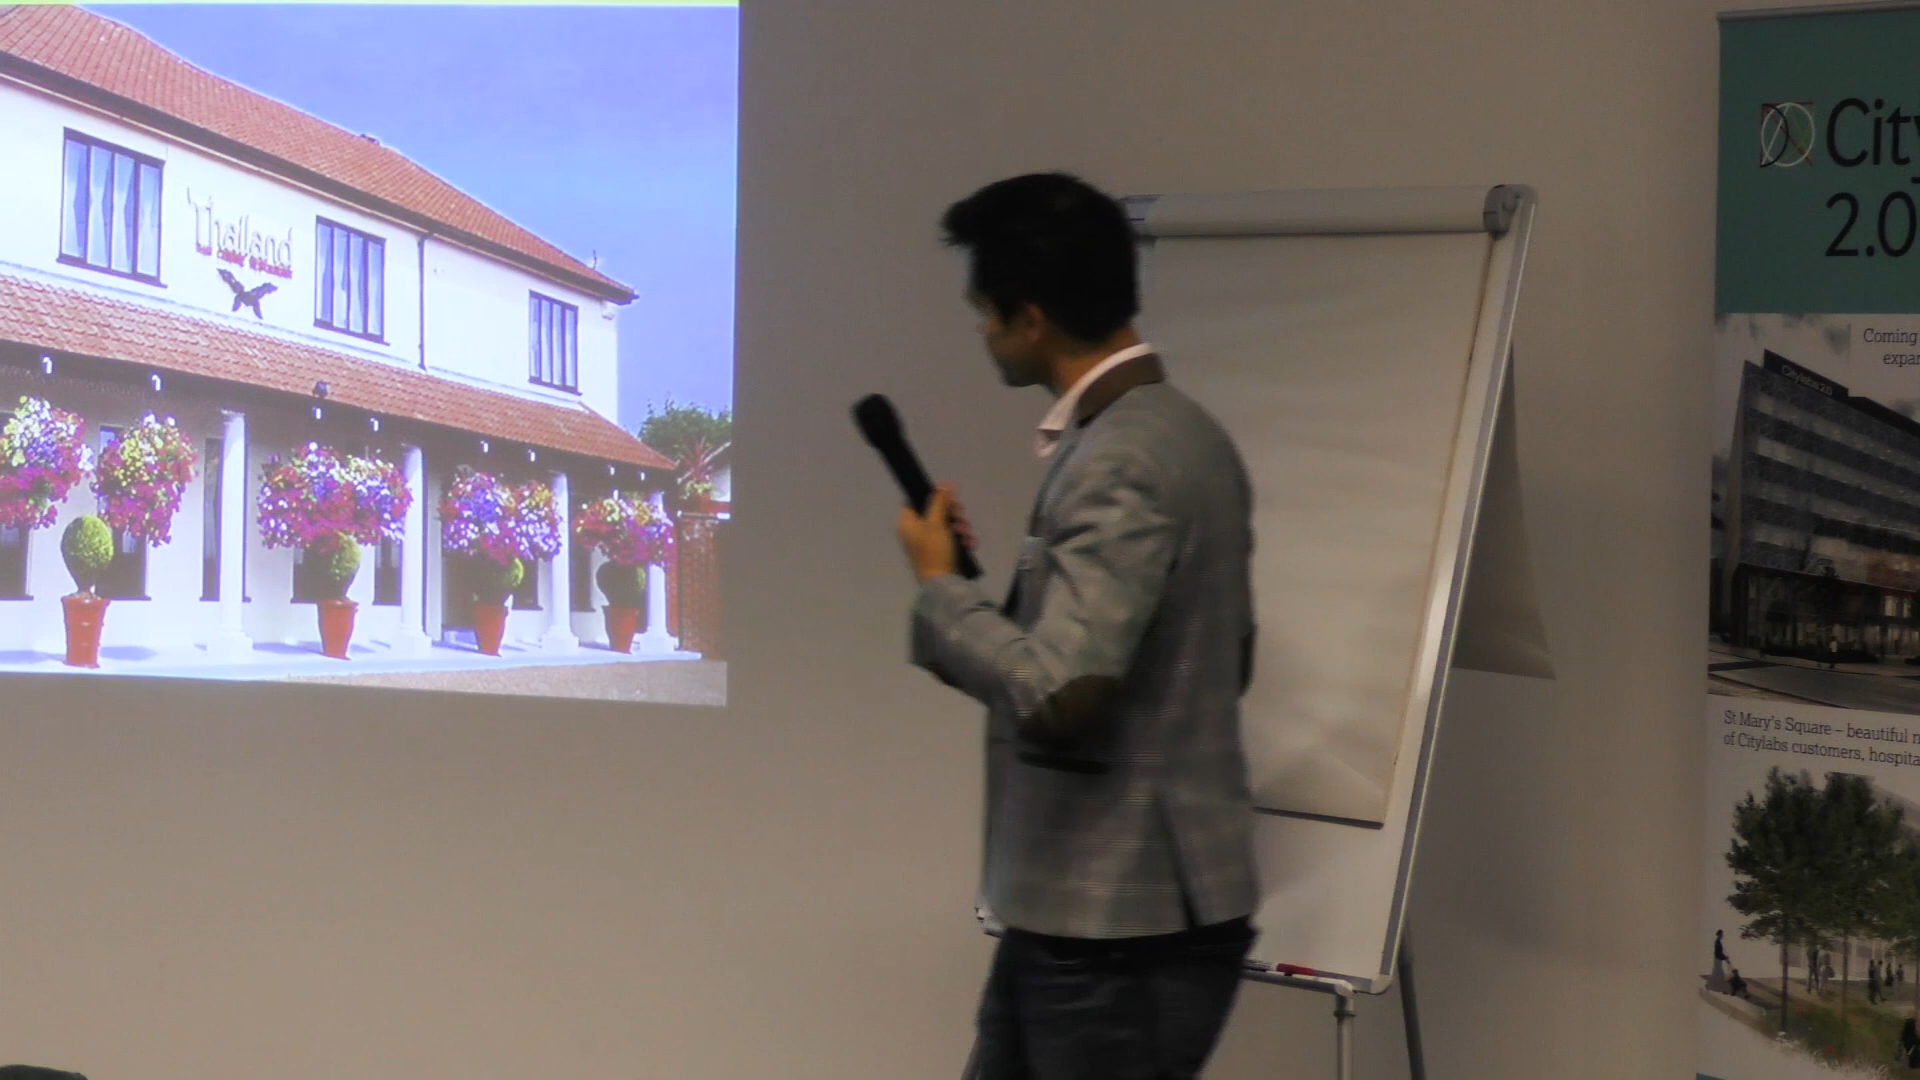 Thailand
City
2.0
Coming
expan
Citylabs 2.0
St Mary's Square – beautiful n
of Citylabs customers, hospita